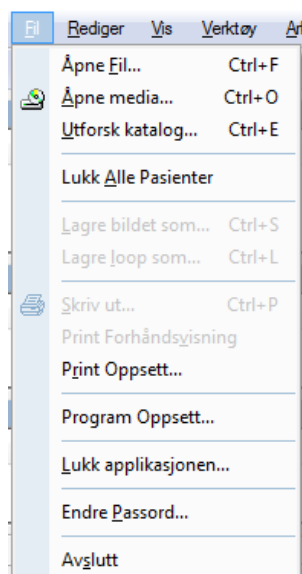 Fil Rediger Vis Verktøy
Åpne Fil... Ctrl+F
Åpne media... Ctrl+O
Utforsk katalog... Ctrl+E
Lukk Alle Pasienter
Lagre bildet som... Ctrl+S
Lagre loop som... Ctrl+L
Skriv ut... Ctrl+P
Print Forhåndsvisning
Print Oppsett...
Program Oppsett...
Lukk applikasjonen...
Endre Passord...
Avslutt